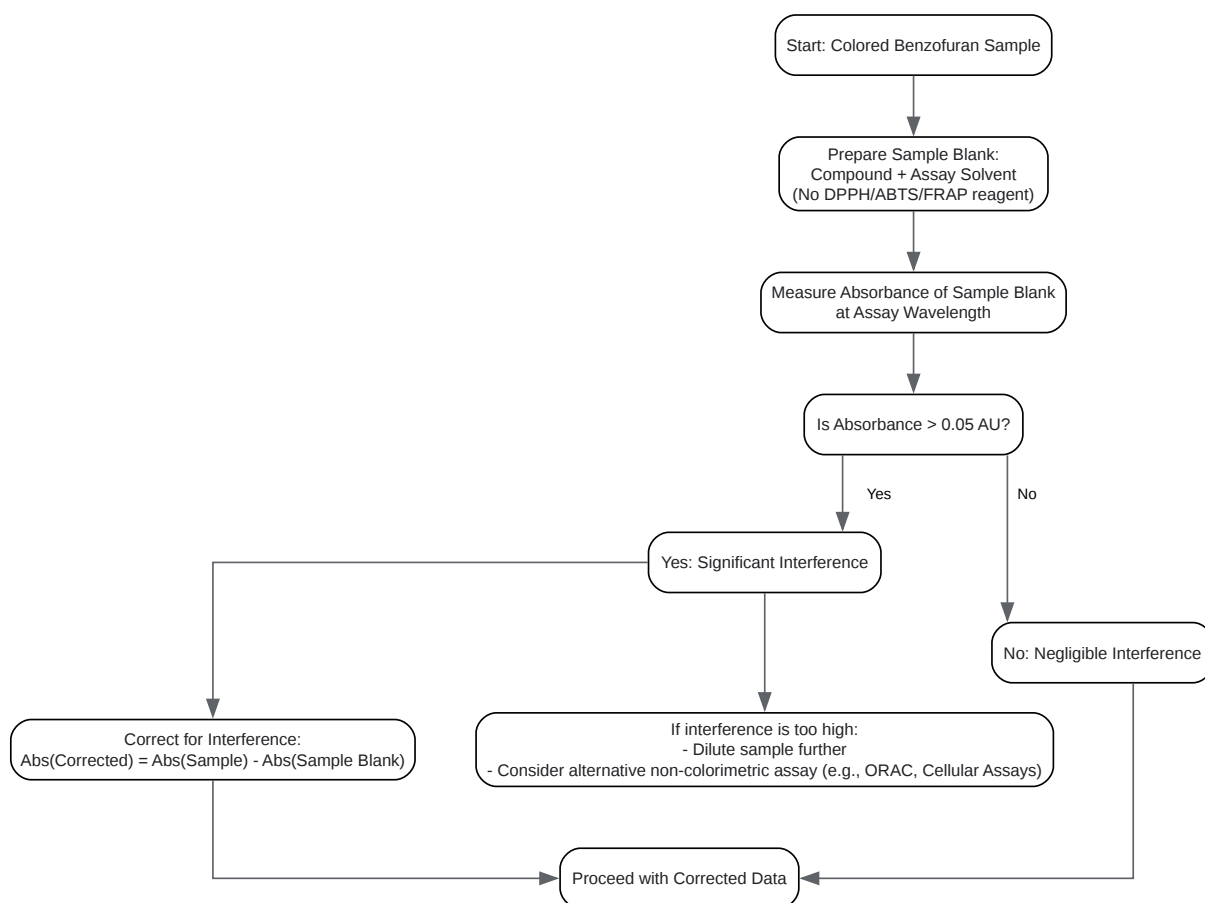 Start: Colored Benzofuran Sample
Prepare Sample Blank:
Compound + Assay Solvent
(No DPPH/ABTS/FRAP reagent)
Measure Absorbance of Sample Blank
at Assay Wavelength
Is Absorbance > 0.05 AU?
Yes
No
Yes: Significant Interference
No: Negligible Interference
Correct for Interference:
Abs(Corrected) = Abs(Sample) - Abs(Sample Blank)
If interference is too high:
- Dilute sample further
- Consider alternative non-colorimetric assay (e.g., ORAC, Cellular Assays)
Proceed with Corrected Data